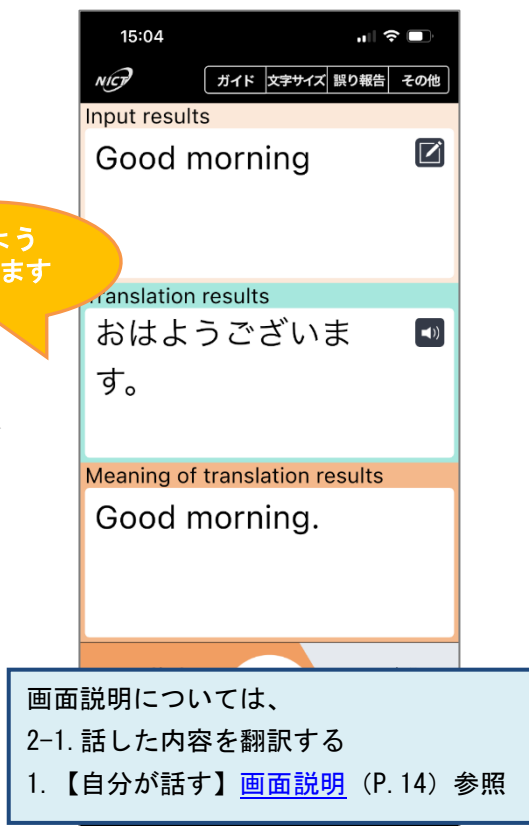 15:04
NICT
ガイド 文字サイズ 誤り報告 その他
Input results
Good morning
よう
ます
Translation results
おはようございま
す。
Meaning of translation results
Good morning.
画面説明については、
2-1.話した内容を翻訳する
1.【自分が話す】画面説明（P.14）参照